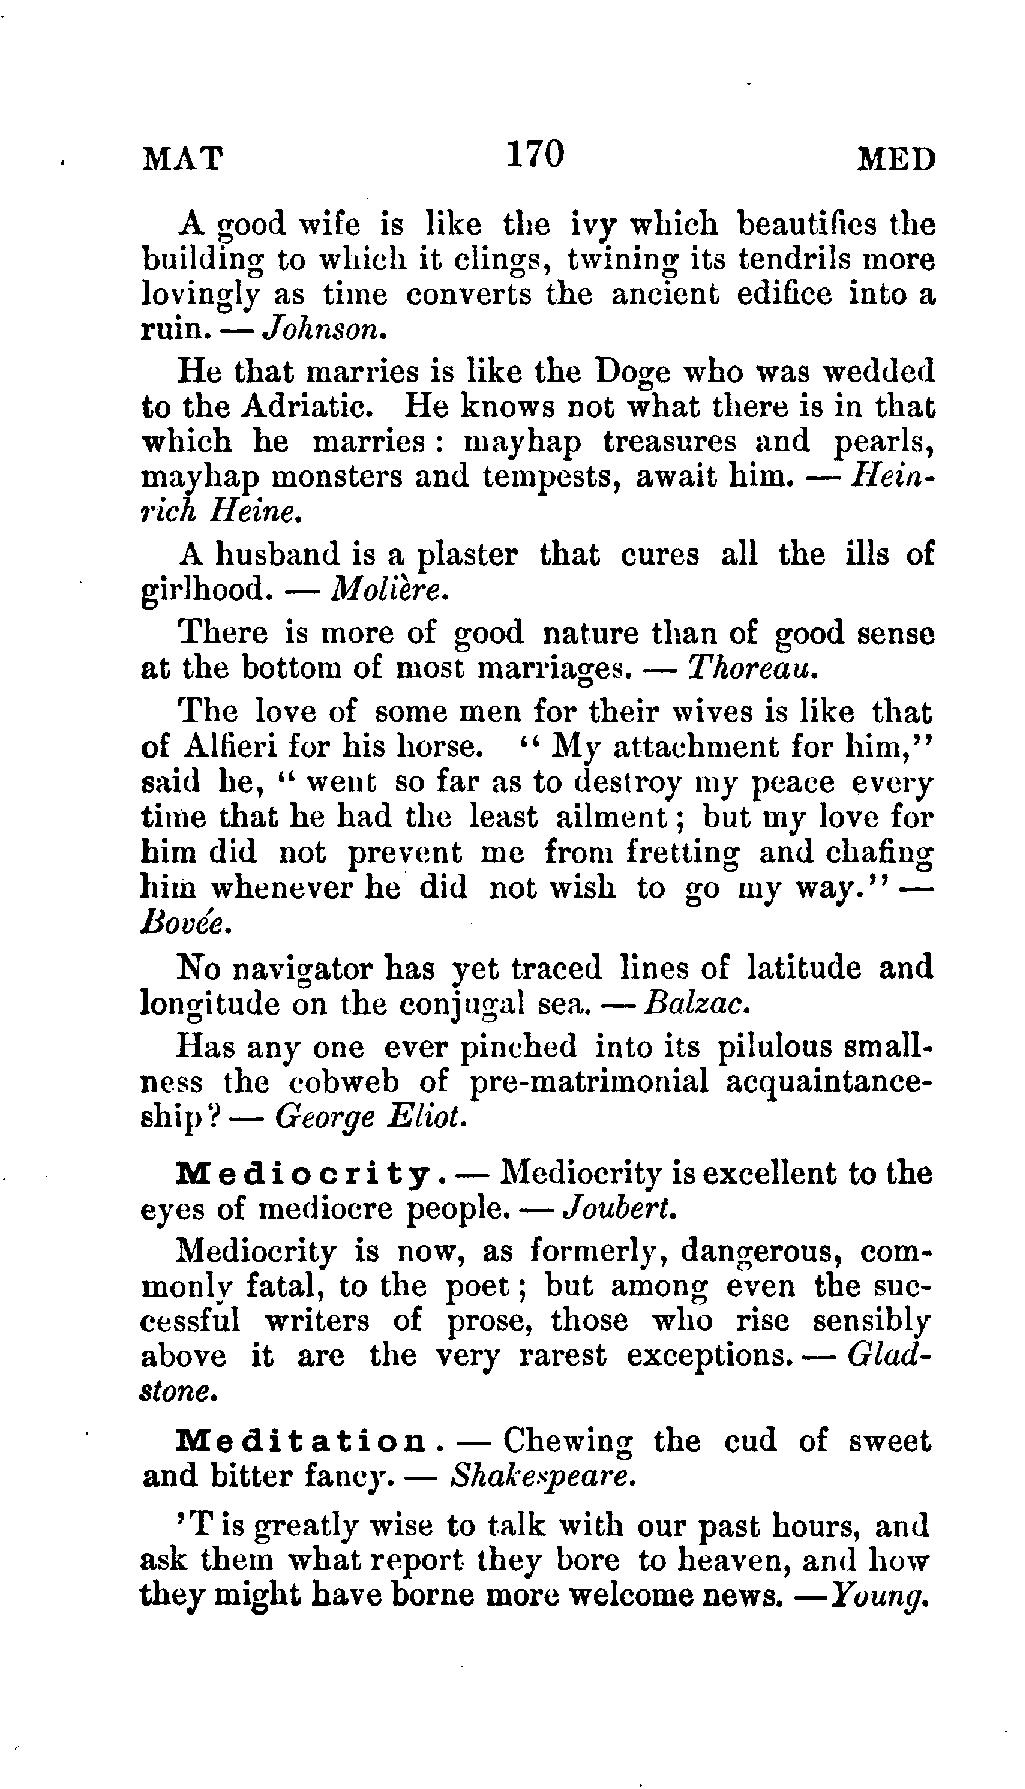 MAT 170 MED
A good wife is like the ivy which beautifies the
building to which it clings, twining its tendrils more
lovingly as time converts the ancient edifice into a
ruin. — Johnson.
He that marries is like the Doge who was wedded
to the Adriatic. He knows not what there is in that
which he marries : mayhap treasures and pearls,
mayhap monsters and tempests, await him. — Hein-
rich Heine.
A husband is a plaster that cures all the ills of
girlhood. — Molière.
There is more of good nature than of good sense
at the bottom of most marriages. — Thoreau.
The love of some men for their wives is like that
of Alfieri for his horse. “ My attachment for him,”
said he, “ went so far as to destroy my peace every
time that he had the least ailment ; but my love for
him did not prevent me from fretting and chafing
him whenever he did not wish to go my way.” —
Bovée.
No navigator has yet traced lines of latitude and
longitude on the conjugal sea. — Balzac.
Has any one ever pinched into its pilulous small-
ness the cobweb of pre-matrimonial acquaintance-
ship ? — George Eliot.
Mediocrity. — Mediocrity is excellent to the
eyes of mediocre people. — Joubert.
Mediocrity is now, as formerly, dangerous, com-
monly fatal, to the poet ; but among even the suc-
cessful writers of prose, those who rise sensibly
above it are the very rarest exceptions. — Glad-
stone.
Meditation. — Chewing the cud of sweet
and bitter fancy. — Shakespeare.
’T is greatly wise to talk with our past hours, and
ask them what report they bore to heaven, and how
they might have borne more welcome news. — Young.